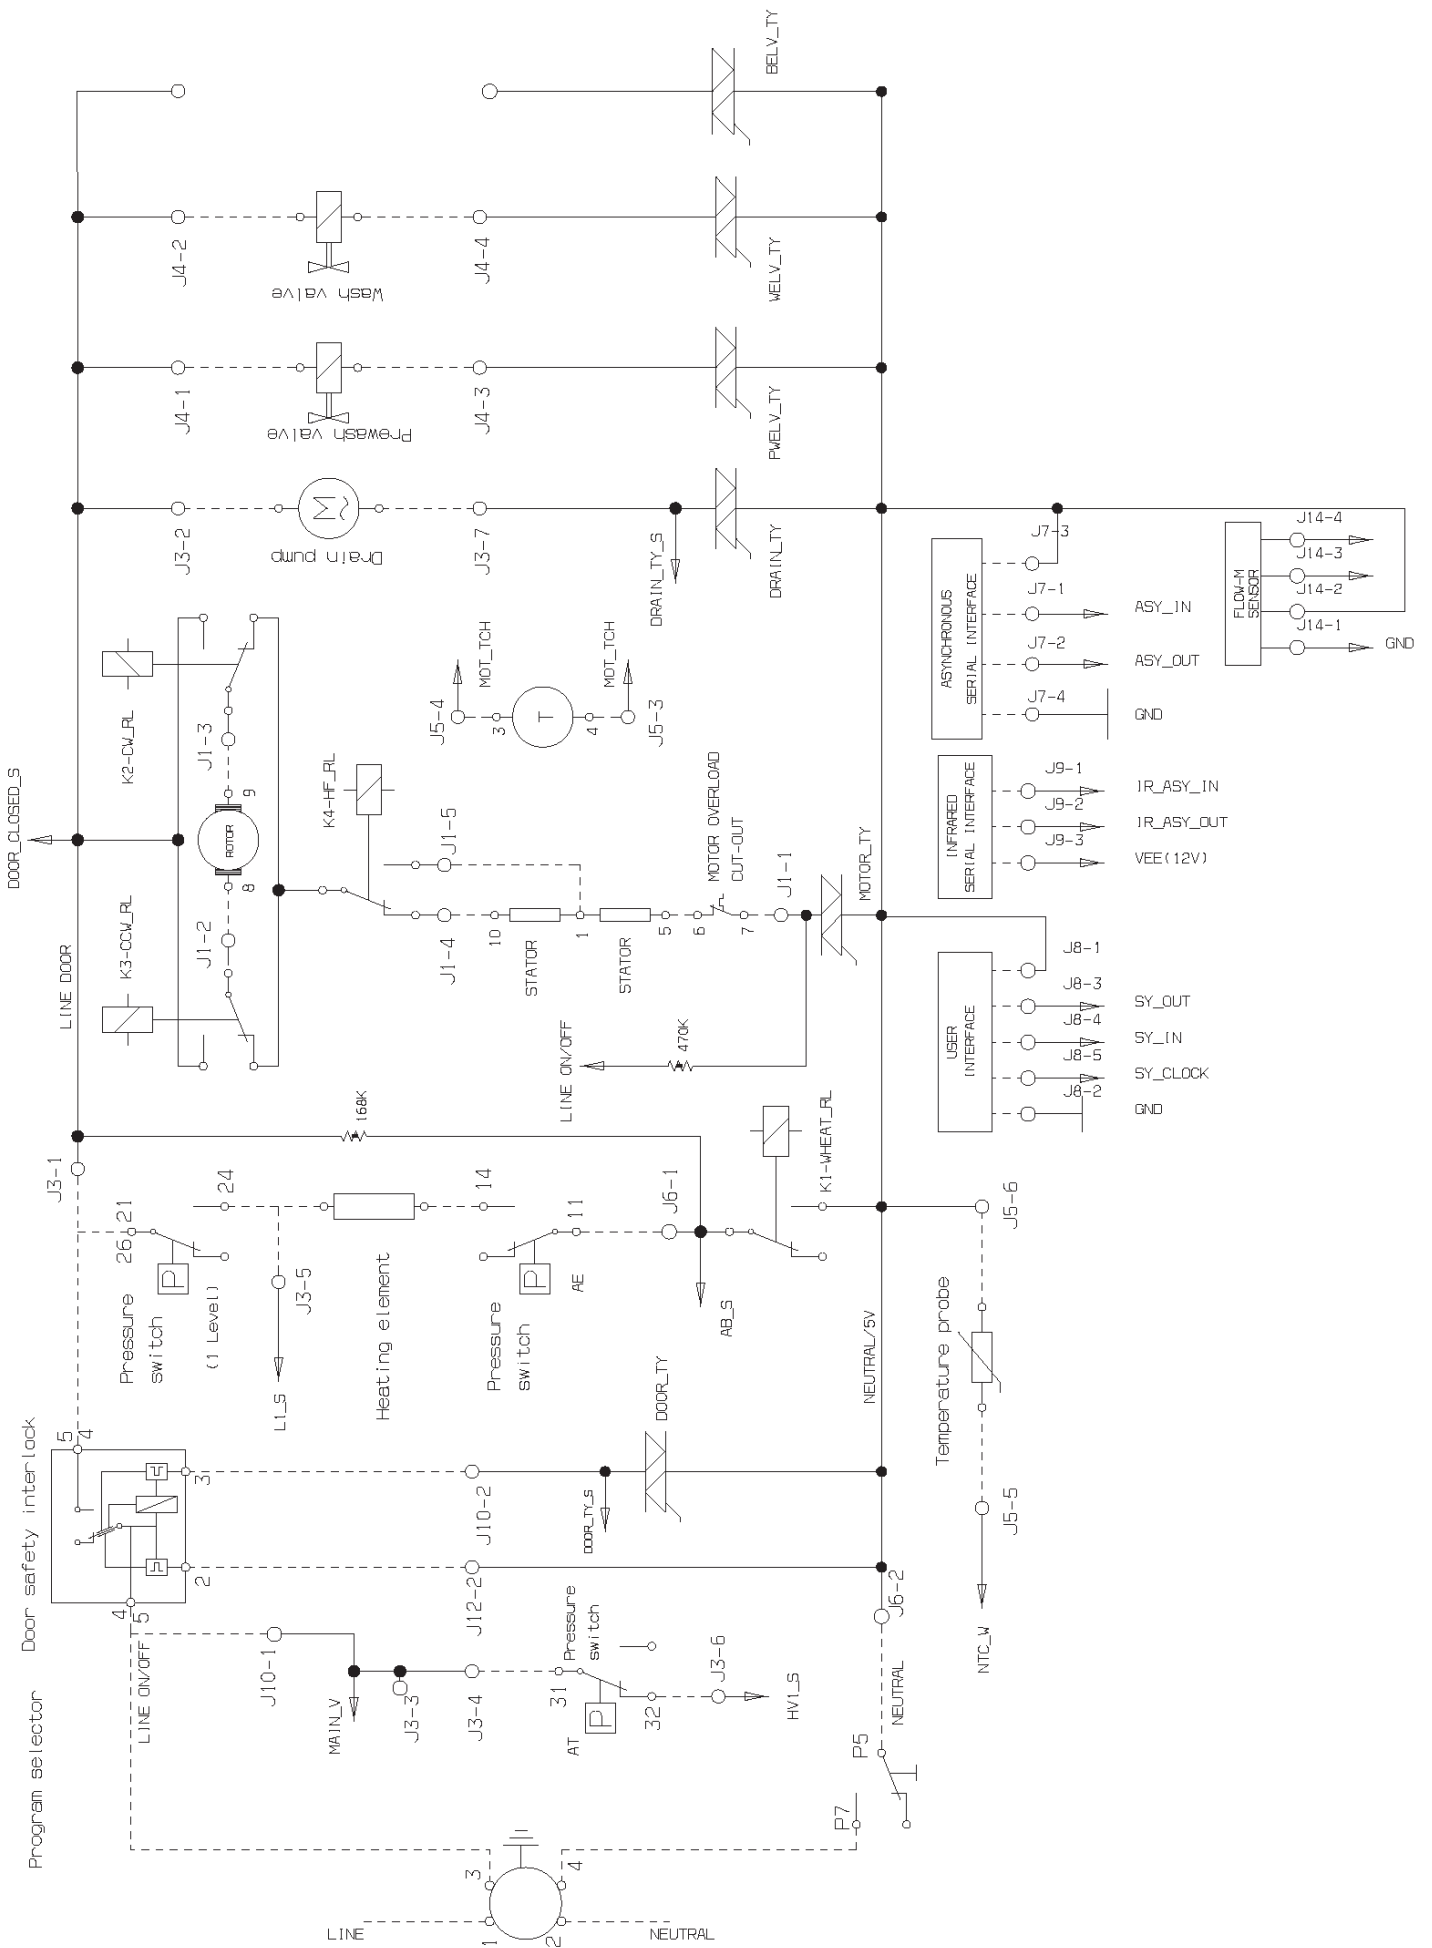 BELV_TY
J4-2
J4-4
Wash valve
WELV_TY
J4-1
J4-3
Prewash valve
PWELV_TY
J3-2
M
~
J3-7
Drain pump
DRAIN_TY_S
DRAIN_TY
DOOR_CLOSED_S
LINE DOOR
K2-CW_RL
J1-3
9
ROTOR
8
J1-2
K3-CCW_RL
K4-HF_RL
J1-5
J1-4
10
STATOR
1
STATOR
5
6
7
MOTOR OVERLOAD
CUT-OUT
J1-1
MOTOR_TY
J5-4
MOT_TCH
3
T
4
MOT_TCH
J5-3
LINE ON/OFF
470K
168K
J3-1
26
21
24
Pressure
switch
P
(1 Level)
J3-5
L1_S
Heating element
14
11
Pressure
switch
P
AE
J6-1
AB_S
K1-WHEAT_RL
NEUTRAL/5V
DOOR_TY
DOOR_TY_S
J10-2
J12-2
Program selector
Door safety interlock
5
4
3
2
4
5
LINE ON/OFF
J10-1
MAIN_V
J3-3
J3-4
31
Pressure
switch
P
AT
32
J3-6
HV1_S
J6-2
NEUTRAL
P5
P7
3
4
1
2
LINE
NEUTRAL
ASYNCHRONOUS
SERIAL INTERFACE
J7-3
J7-1
ASY_IN
J7-2
ASY_OUT
J7-4
GND
FLOW-M
SENSOR
J14-4
J14-3
J14-2
J14-1
GND
INFRARED
SERIAL INTERFACE
J9-1
IR_ASY_IN
J9-2
IR_ASY_OUT
J9-3
VEE(12V)
USER
INTERFACE
J8-1
J8-3
SY_OUT
J8-4
SY_IN
J8-5
SY_CLOCK
J8-2
GND
J5-6
Temperature probe
J5-5
NTC_W